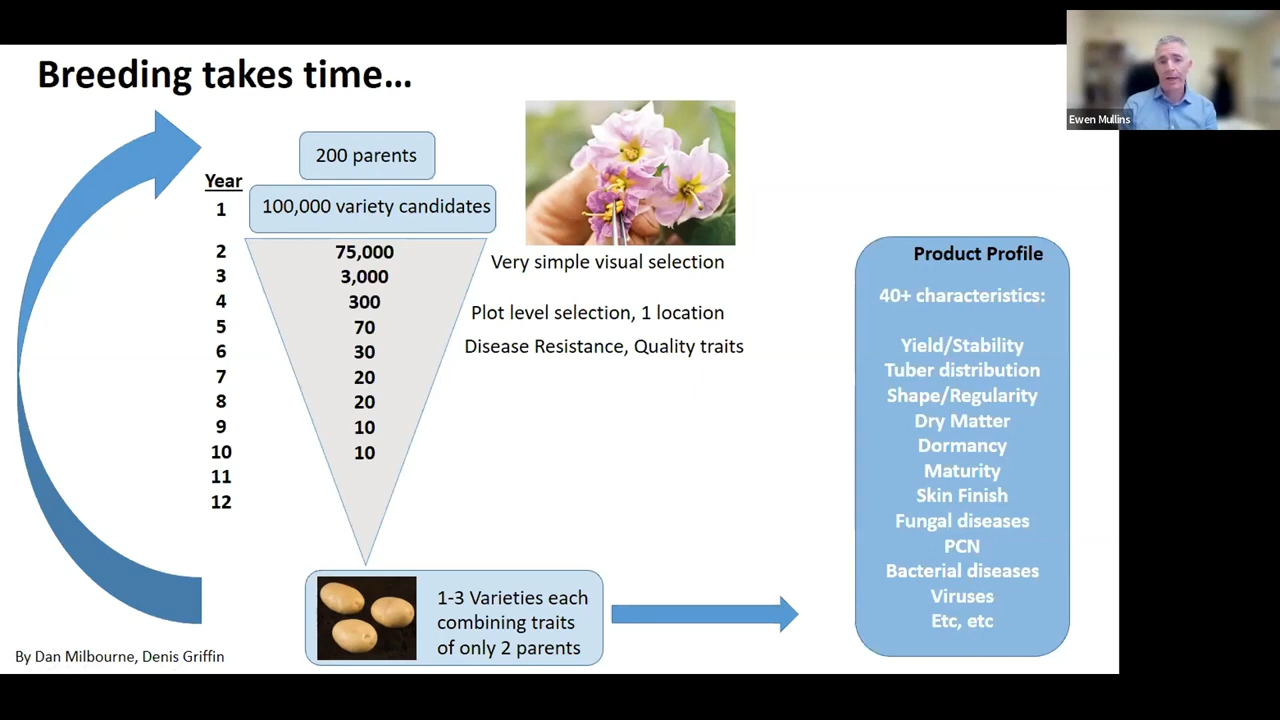 Breeding takes time...
Ewen Mullins
200 parents
Year
1 100,000 variety candidates
2 75,000
Very simple visual selection
3 3,000
4 300
Plot level selection, 1 location
5 70
Disease Resistance, Quality traits
6 30
7 20
8 20
9 10
10 10
11
12
1-3 Varieties each
combining traits
of only 2 parents
Product Profile
40+ characteristics:
Yield/Stability
Tuber distribution
Shape/Regularity
Dry Matter
Dormancy
Maturity
Skin Finish
Fungal diseases
PCN
Bacterial diseases
Viruses
Etc, etc
By Dan Milbourne, Denis Griffin